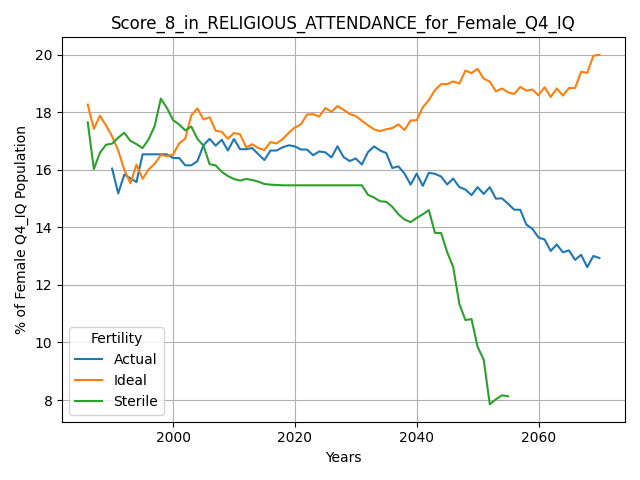 Score_8_in_RELIGIOUS_ATTENDANCE_for_Female_Q4_IQ
% of Female Q4_IQ Population
20
18
16
14
12
10
8
Fertility
Actual
Ideal
Sterile
2000
2020
2040
2060
Years